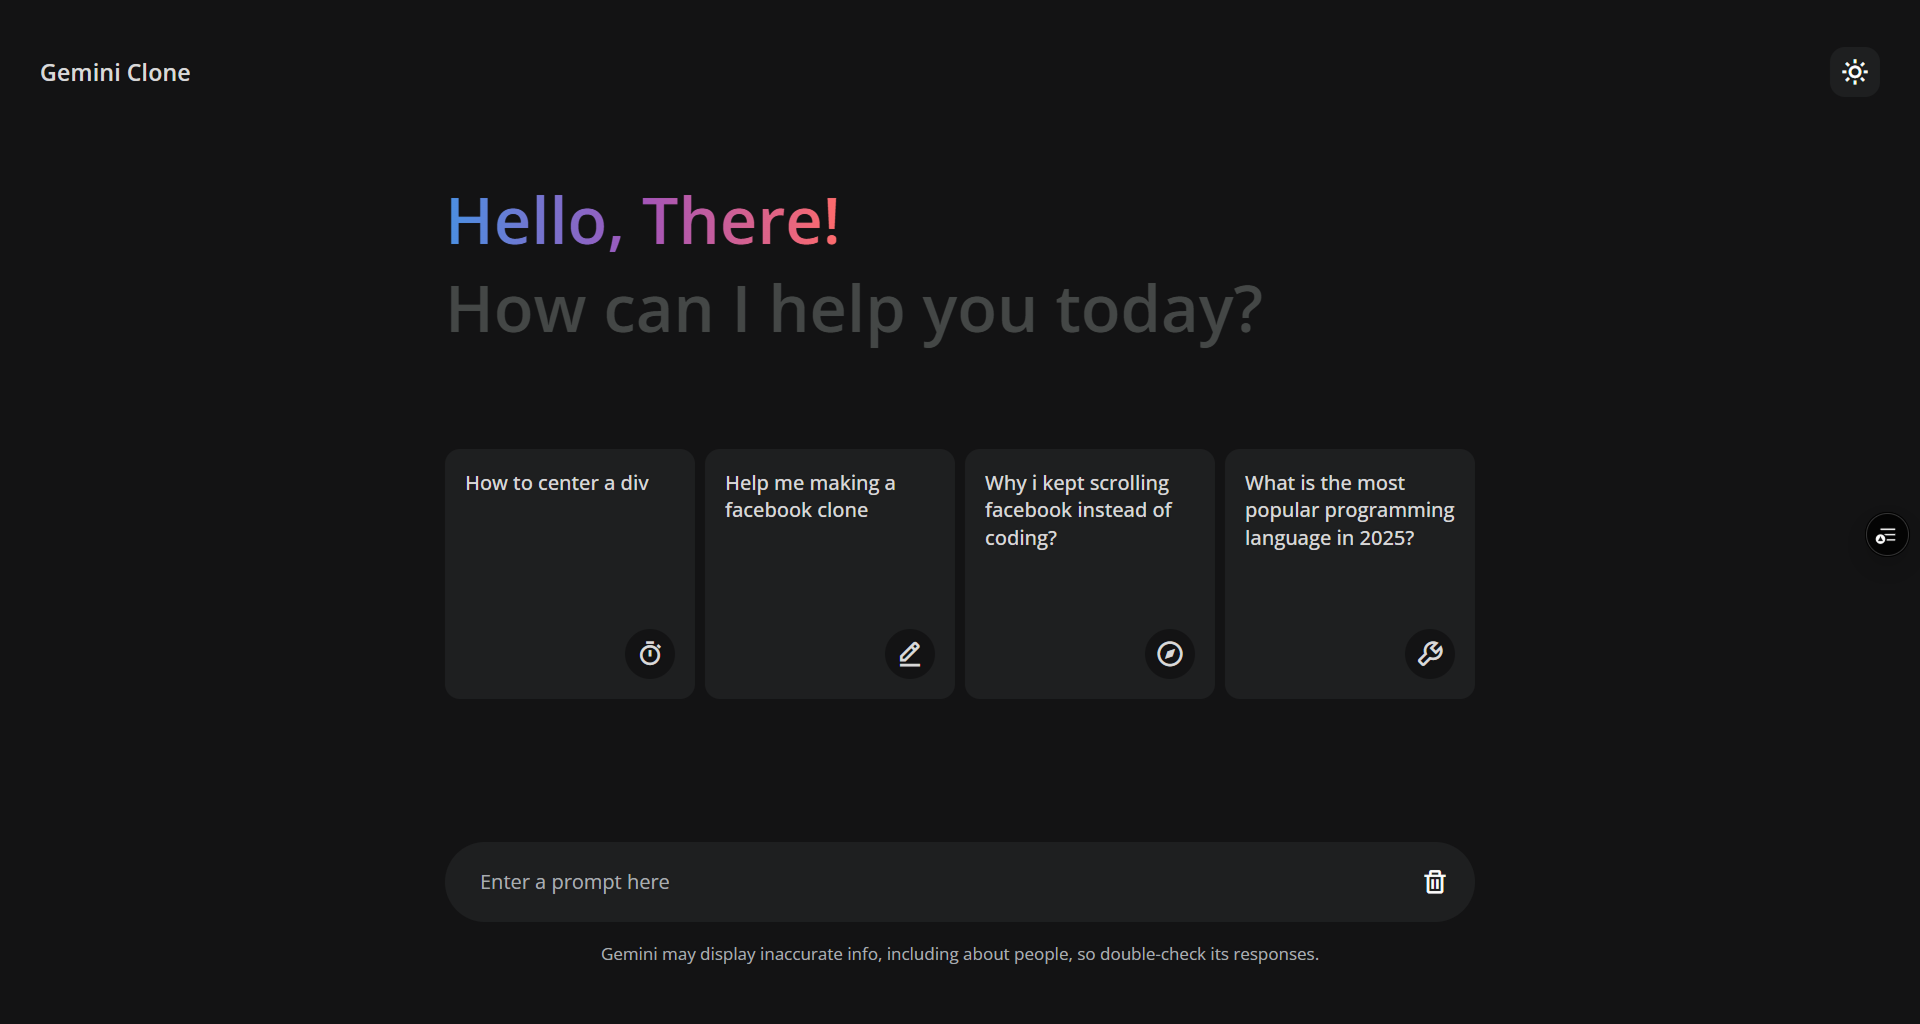 Gemini Clone
Hello, There!
How can I help you today?
How to center a div
Help me making a
facebook clone
Why i kept scrolling
facebook instead of
coding?
What is the most
popular programming
language in 2025?
Enter a prompt here
Gemini may display inaccurate info, including about people, so double-check its responses.